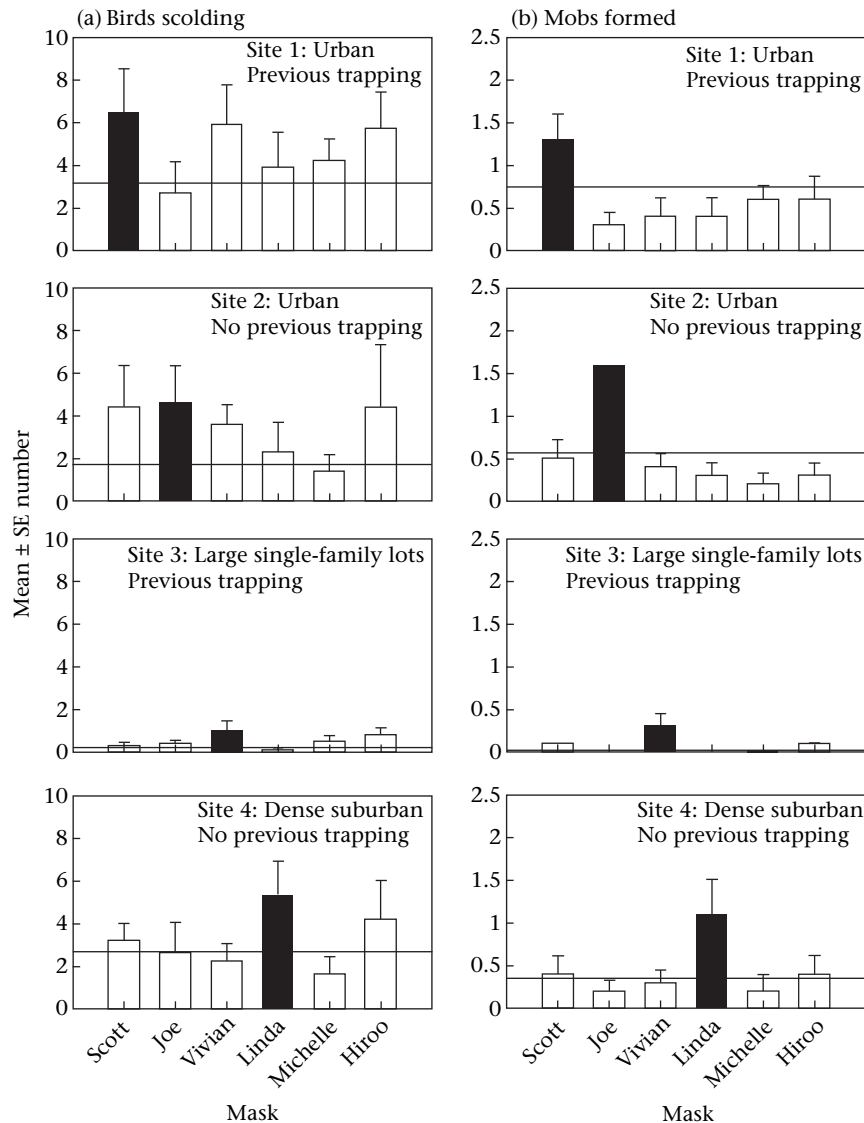 (a) Birds scolding
(b) Mobs formed
10
8
6
4
2
0
Site 1: Urban
Previous trapping
2.5
2
1.5
1
0.5
0
Site 1: Urban
Previous trapping
10
8
6
4
2
0
Site 2: Urban
No previous trapping
2.5
2
1.5
1
0.5
0
Site 2: Urban
No previous trapping
Mean ± SE number
10
8
6
4
2
0
Site 3: Large single-family lots
Previous trapping
2.5
2
1.5
1
0.5
0
Site 3: Large single-family lots
Previous trapping
10
8
6
4
2
0
Site 4: Dense suburban
No previous trapping
2.5
2
1.5
1
0.5
0
Site 4: Dense suburban
No previous trapping
Scott
Joe
Vivian
Linda
Michelle
Hiroo
Scott
Joe
Vivian
Linda
Michelle
Hiroo
Mask
Mask